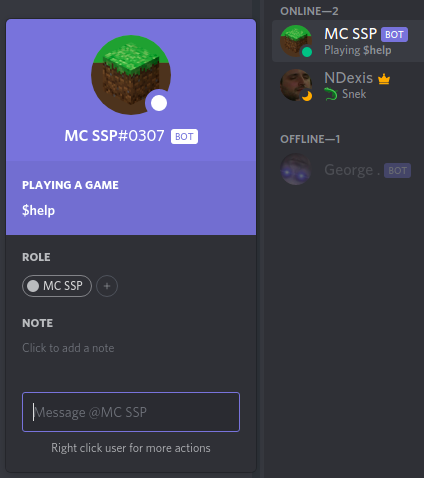 MC SSP#0307 BOT
PLAYING A GAME
$help
ROLE
MC SSP +
NOTE
Click to add a note
Message @MC SSP
Right click user for more actions
ONLINE—2
MC SSP BOT
Playing $help
NDexis
Snek
OFFLINE—1
George . BOT